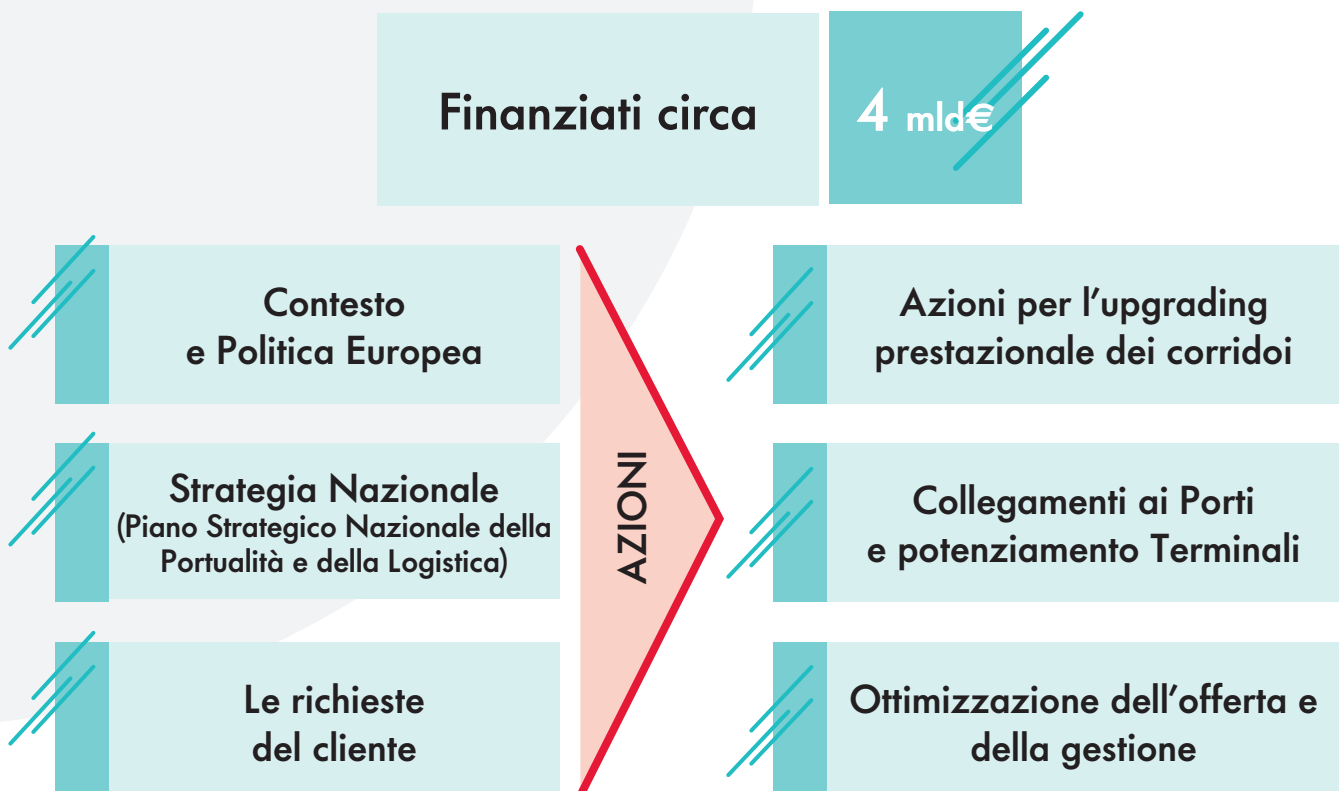 Finanziati circa
4 mld€
Contesto
e Politica Europea
Strategia Nazionale
(Piano Strategico Nazionale della
Portualità e della Logistica)
Le richieste
del cliente
AZIONI
Azioni per l’upgrading
prestazionale dei corridoi
Collegamenti ai Porti
e potenziamento Terminali
Ottimizzazione dell’offerta e
della gestione